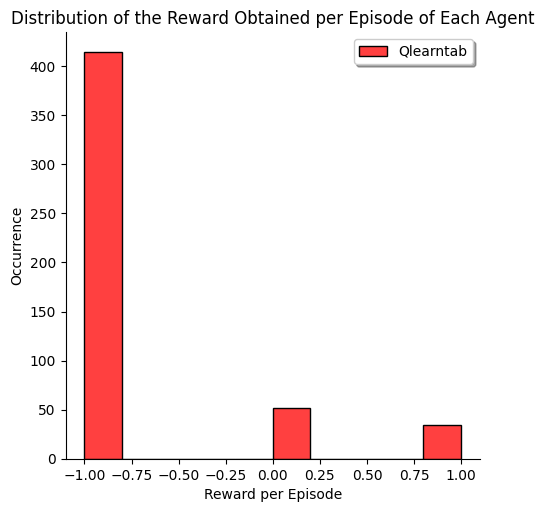 Distribution of the Reward Obtained per Episode of Each Agent
Qlearntab
400
350
300
250
200
150
100
50
0
Occurrence
−1.00 −0.75 −0.50 −0.25 0.00 0.25 0.50 0.75 1.00
Reward per Episode